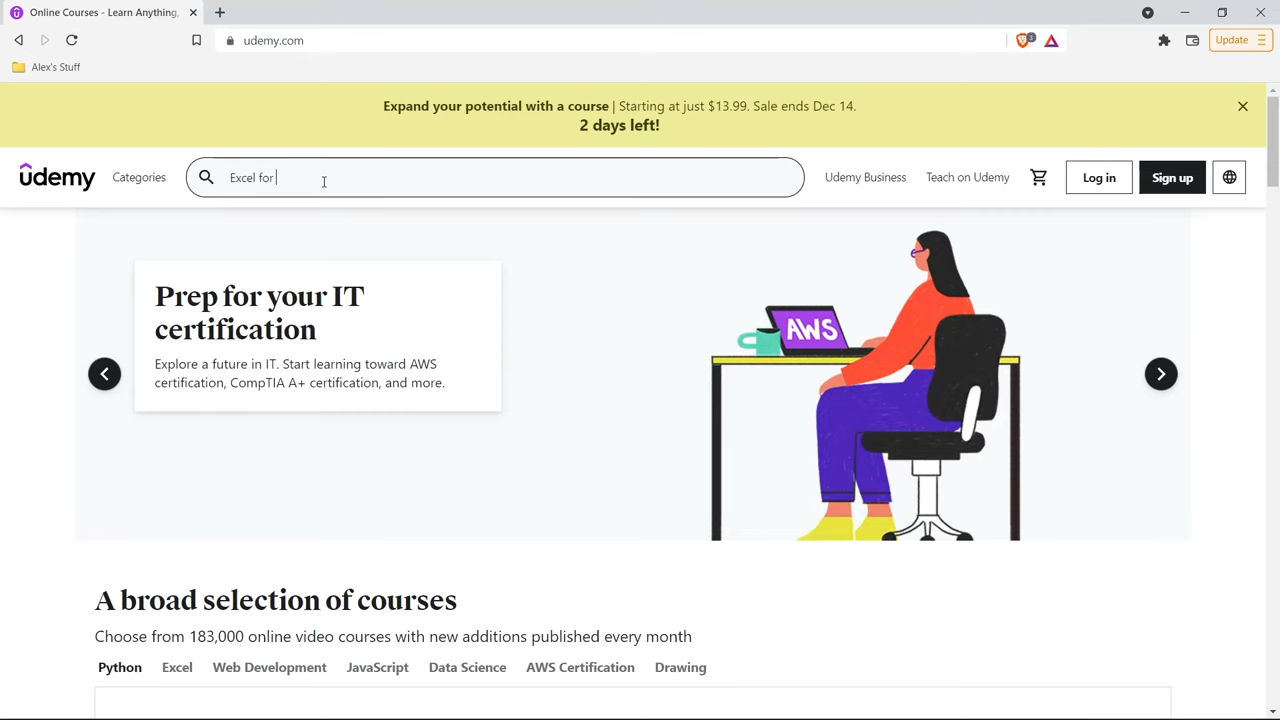 Online Courses - Learn Anything,
udemy.com
3
Update
Alex's Stuff
Expand your potential with a course | Starting at just $13.99. Sale ends Dec 14.
2 days left!
udemy
Categories
Excel for
Udemy Business
Teach on Udemy
Log in
Sign up
Prep for your IT
certification
Explore a future in IT. Start learning toward AWS
certification, CompTIA A+ certification, and more.
AWS
A broad selection of courses
Choose from 183,000 online video courses with new additions published every month
Python Excel Web Development JavaScript Data Science AWS Certification Drawing